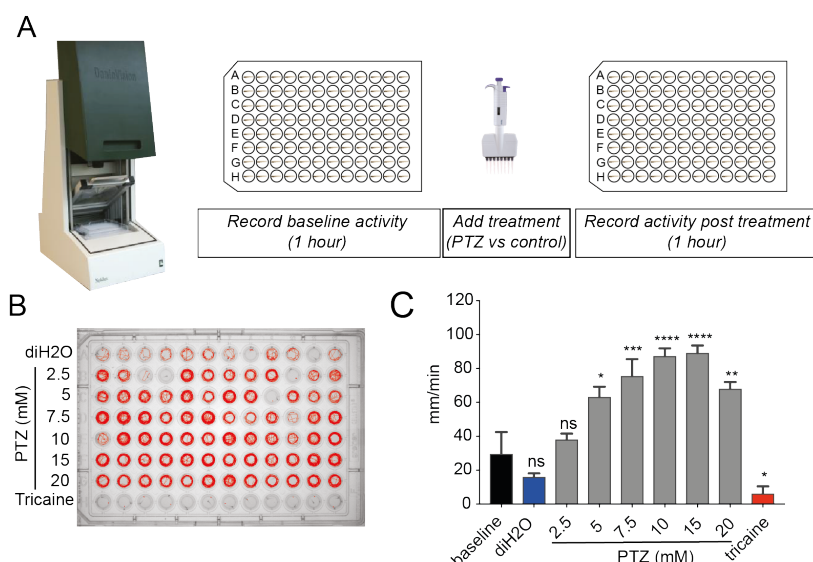 A
DanioVision
A
B
C
D
E
F
G
H
A
B
C
D
E
F
G
H
Record baseline activity
(1 hour)
Add treatment
(PTZ vs control)
Record activity post treatment
(1 hour)
B
diH2O
2.5
5
7.5
10
15
20
Tricaine
PTZ (mM)
C
mm/min
120
100
80
60
40
20
0
ns
ns
*
***
****
****
**
*
baseline
diH2O
2.5
5
7.5
10
15
20
tricaine
PTZ (mM)